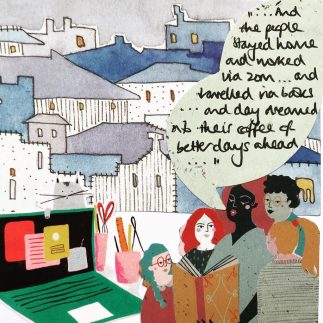 "... And
the people
stayed home
and worked
via zoom ... and
travelled via books
... and day dreamed
into their coffee of
better days ahead
... "